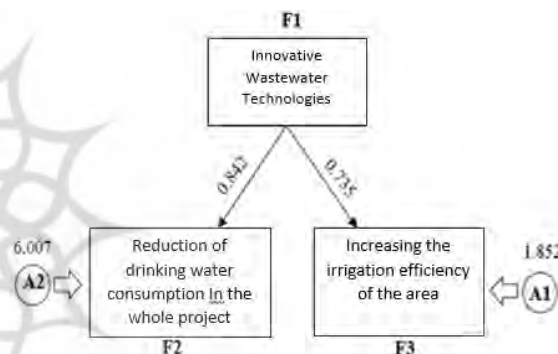 F1
Innovative
Wastewater
Technologies
0.842
0.735
6.007
A2
Reduction of
drinking water
consumption In the
whole project
F2
Increasing the
irrigation efficiency
of the area
F3
1.852
A1